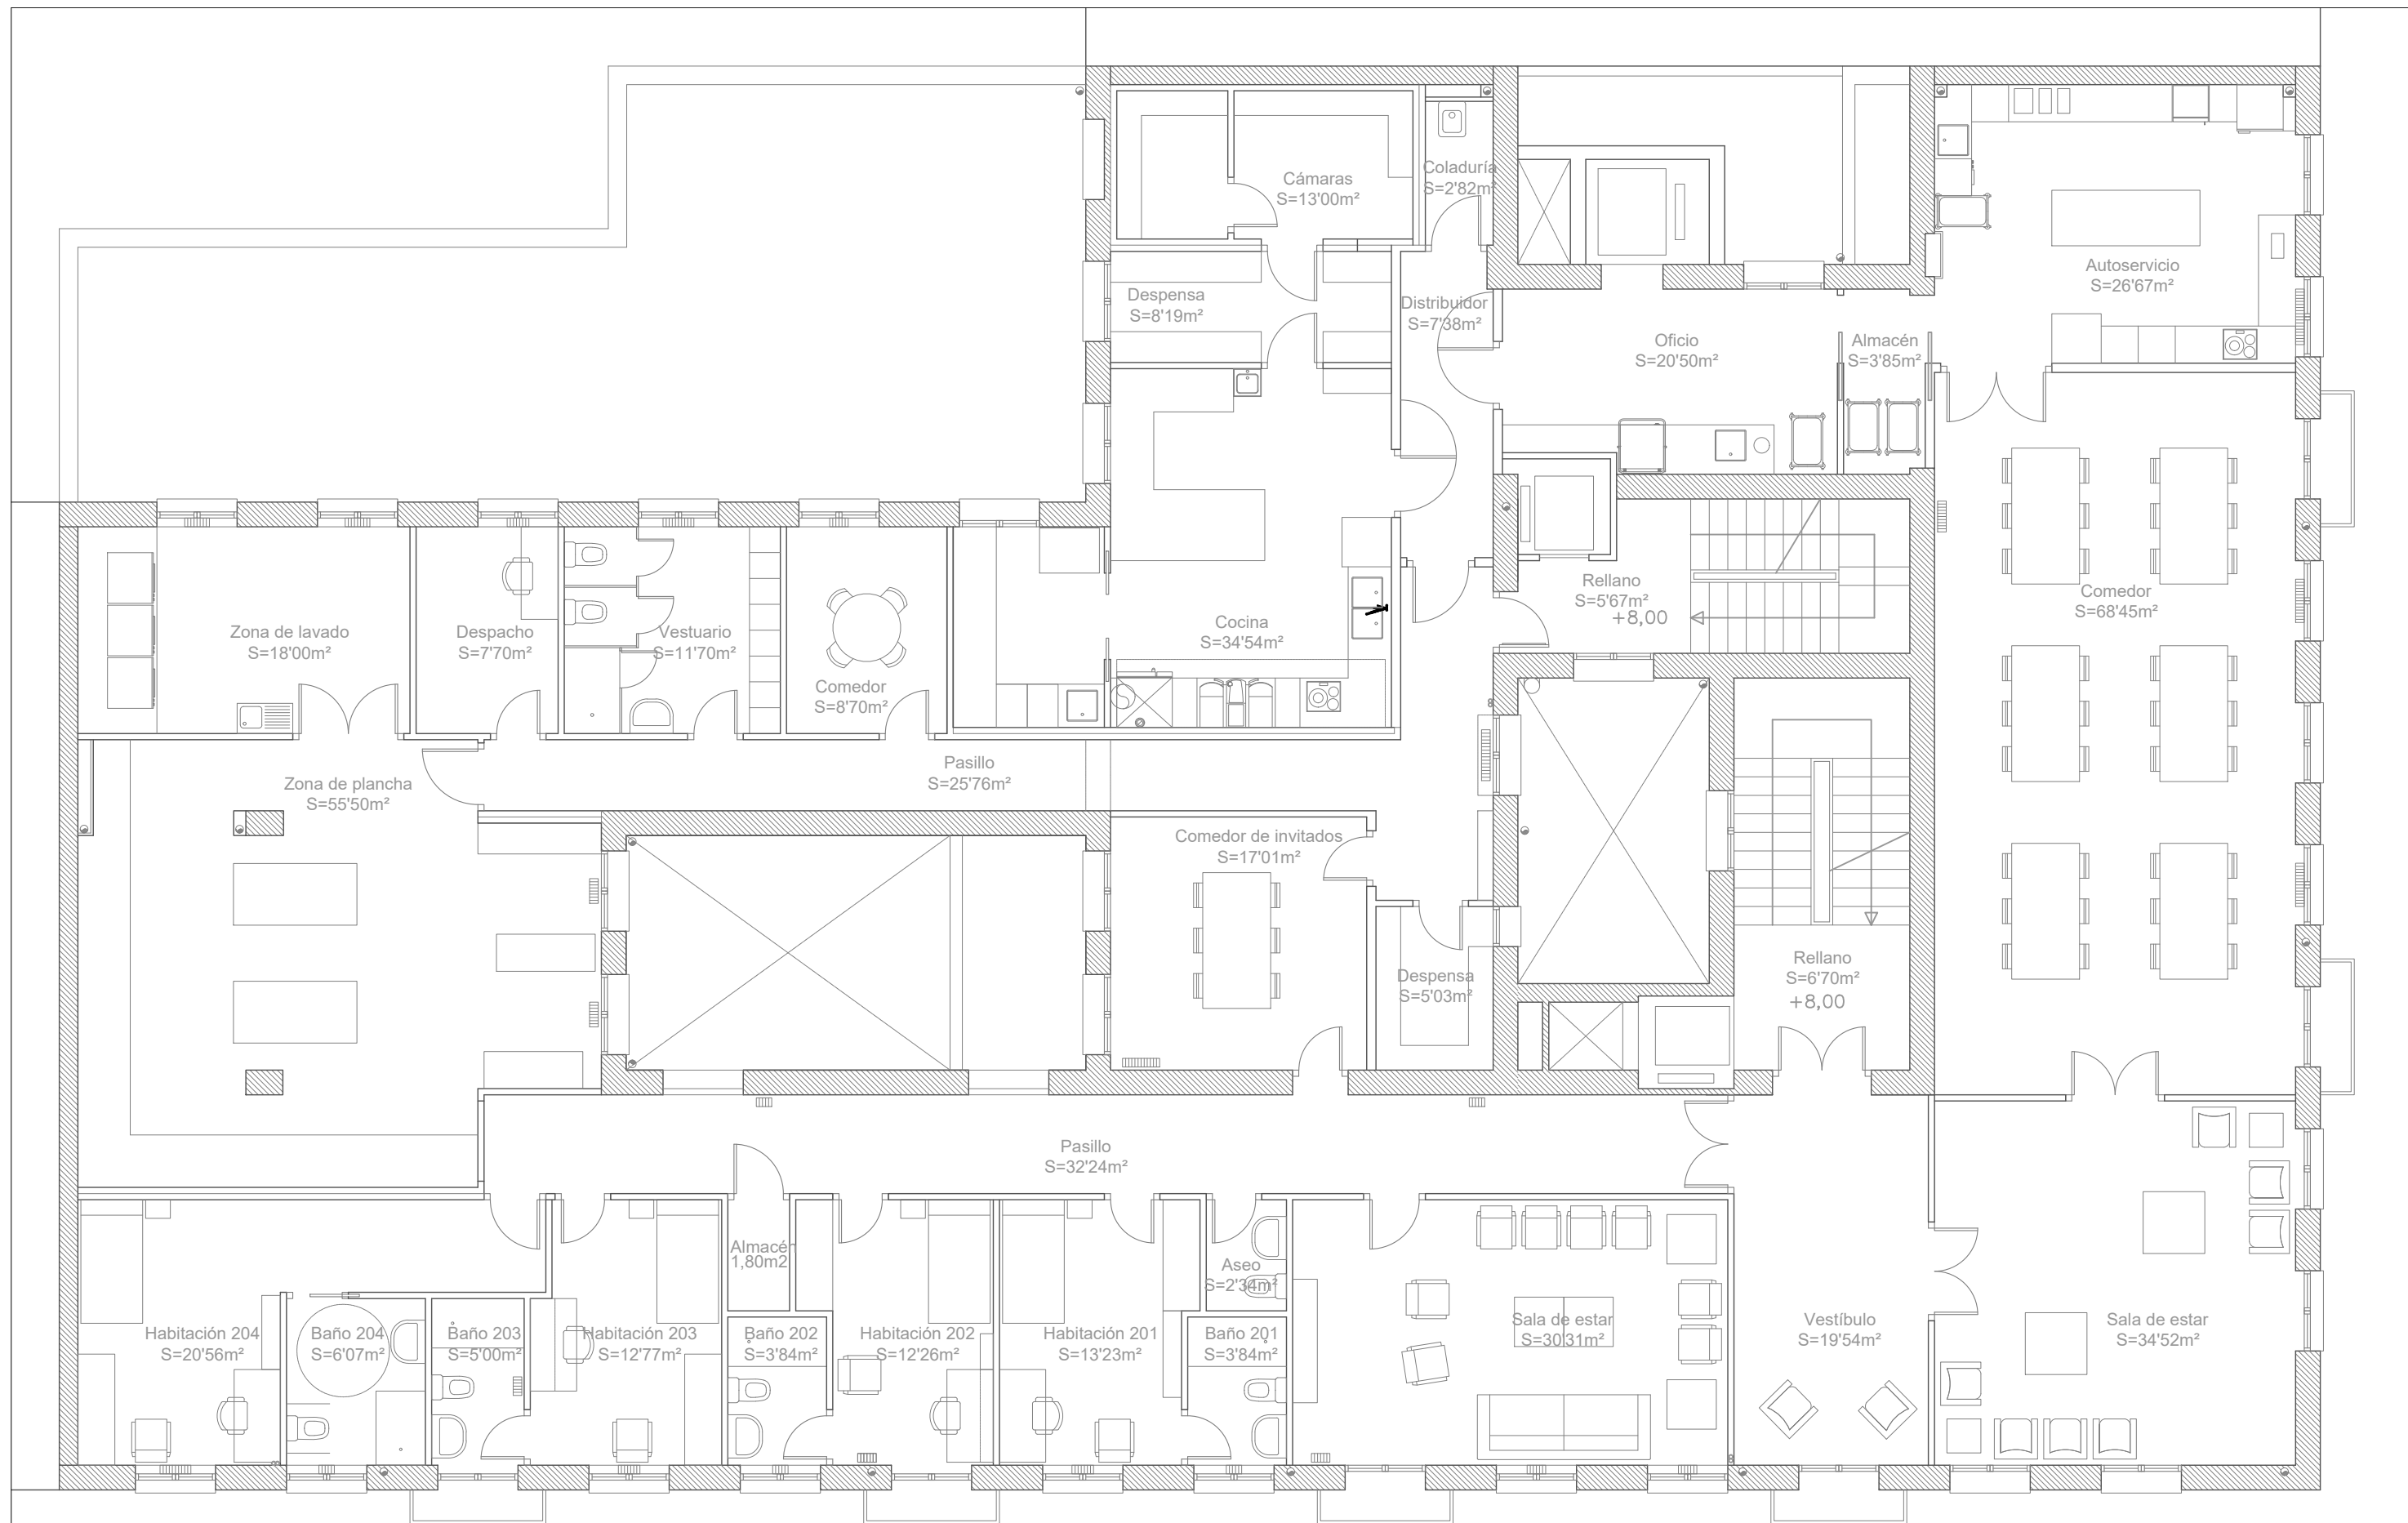 Cámaras
S=13'00m²
Coladuría
S=2'82m²
Despensa
S=8'19m²
Distribuidor
S=7'38m²
Oficio
S=20'50m²
Almacén
S=3'85m²
Autoservicio
S=26'67m²
Zona de lavado
S=18'00m²
Despacho
S=7'70m²
Vestuario
S=11'70m²
Comedor
S=8'70m²
Cocina
S=34'54m²
Rellano
S=5'67m²
+8,00
Comedor
S=68'45m²
Zona de plancha
S=55'50m²
Pasillo
S=25'76m²
Comedor de invitados
S=17'01m²
Despensa
S=5'03m²
Rellano
S=6'70m²
+8,00
Pasillo
S=32'24m²
Almacén
1,80m2
Aseo
S=2'34m²
Habitación 204
S=20'56m²
Baño 204
S=6'07m²
Baño 203
S=5'00m²
Habitación 203
S=12'77m²
Baño 202
S=3'84m²
Habitación 202
S=12'26m²
Habitación 201
S=13'23m²
Baño 201
S=3'84m²
Sala de estar
S=30'31m²
Vestíbulo
S=19'54m²
Sala de estar
S=34'52m²